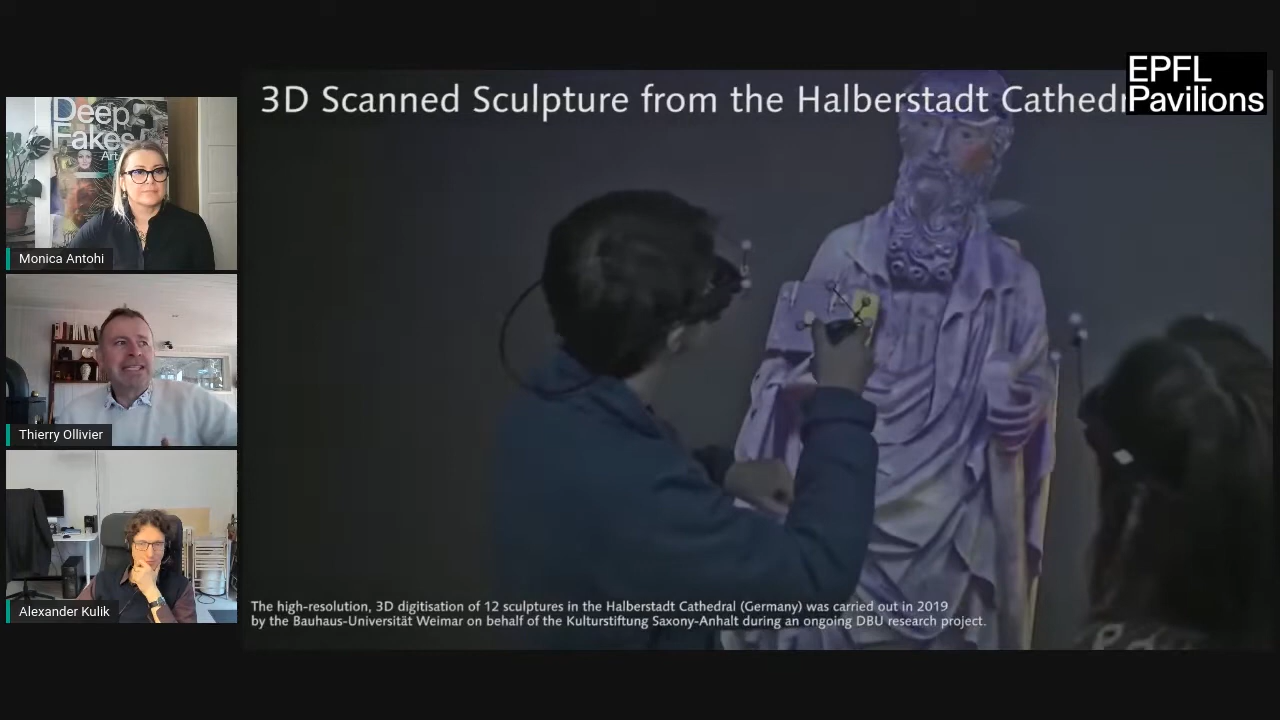 3D Scanned Sculpture from the Halberstadt Cathedr
EPFL
Pavilions
Deep
Fakes
Art
Monica Antohi
Thierry Ollivier
Alexander Kulik
The high-resolution, 3D digitisation of 12 sculptures in the Halberstadt Cathedral (Germany) was carried out in 2019
by the Bauhaus-Universität Weimar on behalf of the Kulturstiftung Saxony-Anhalt during an ongoing DBU research project.